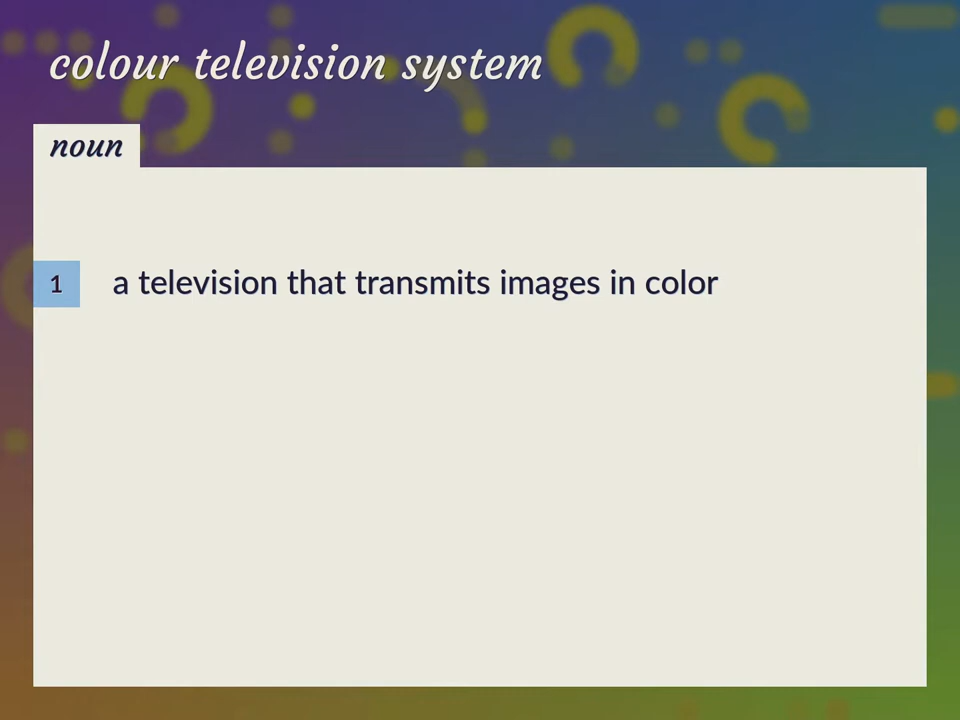 colour television system
noun
1 a television that transmits images in color